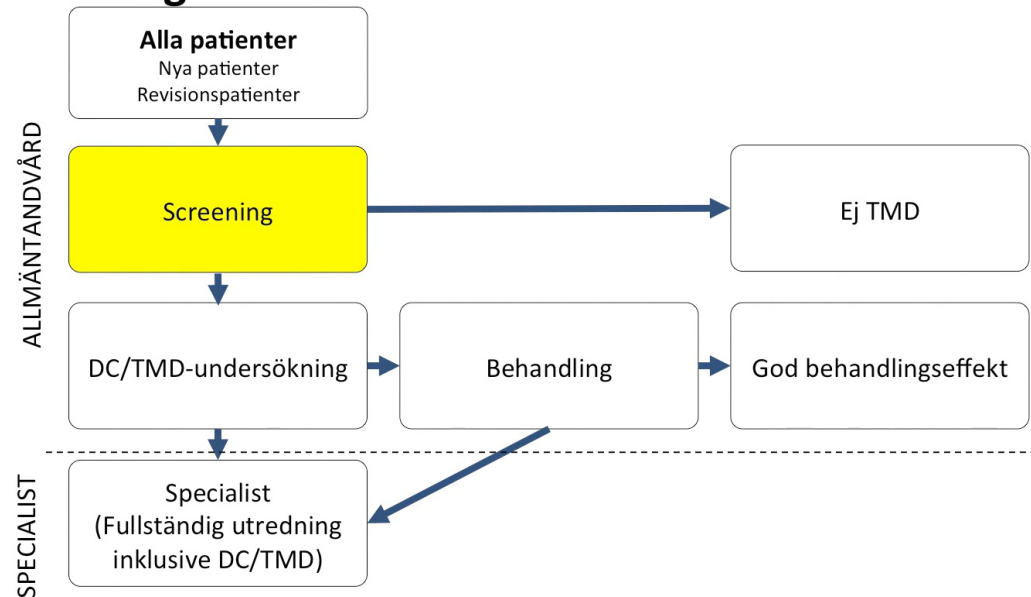 Alla patienter
Nya patienter
Revisionspatienter
ALLMÄNTANDVÅRD
Screening
Ej TMD
DC/TMD-undersökning
Behandling
God behandlingseffekt
SPECIALIST
Specialist
(Fullständig utredning
inklusive DC/TMD)